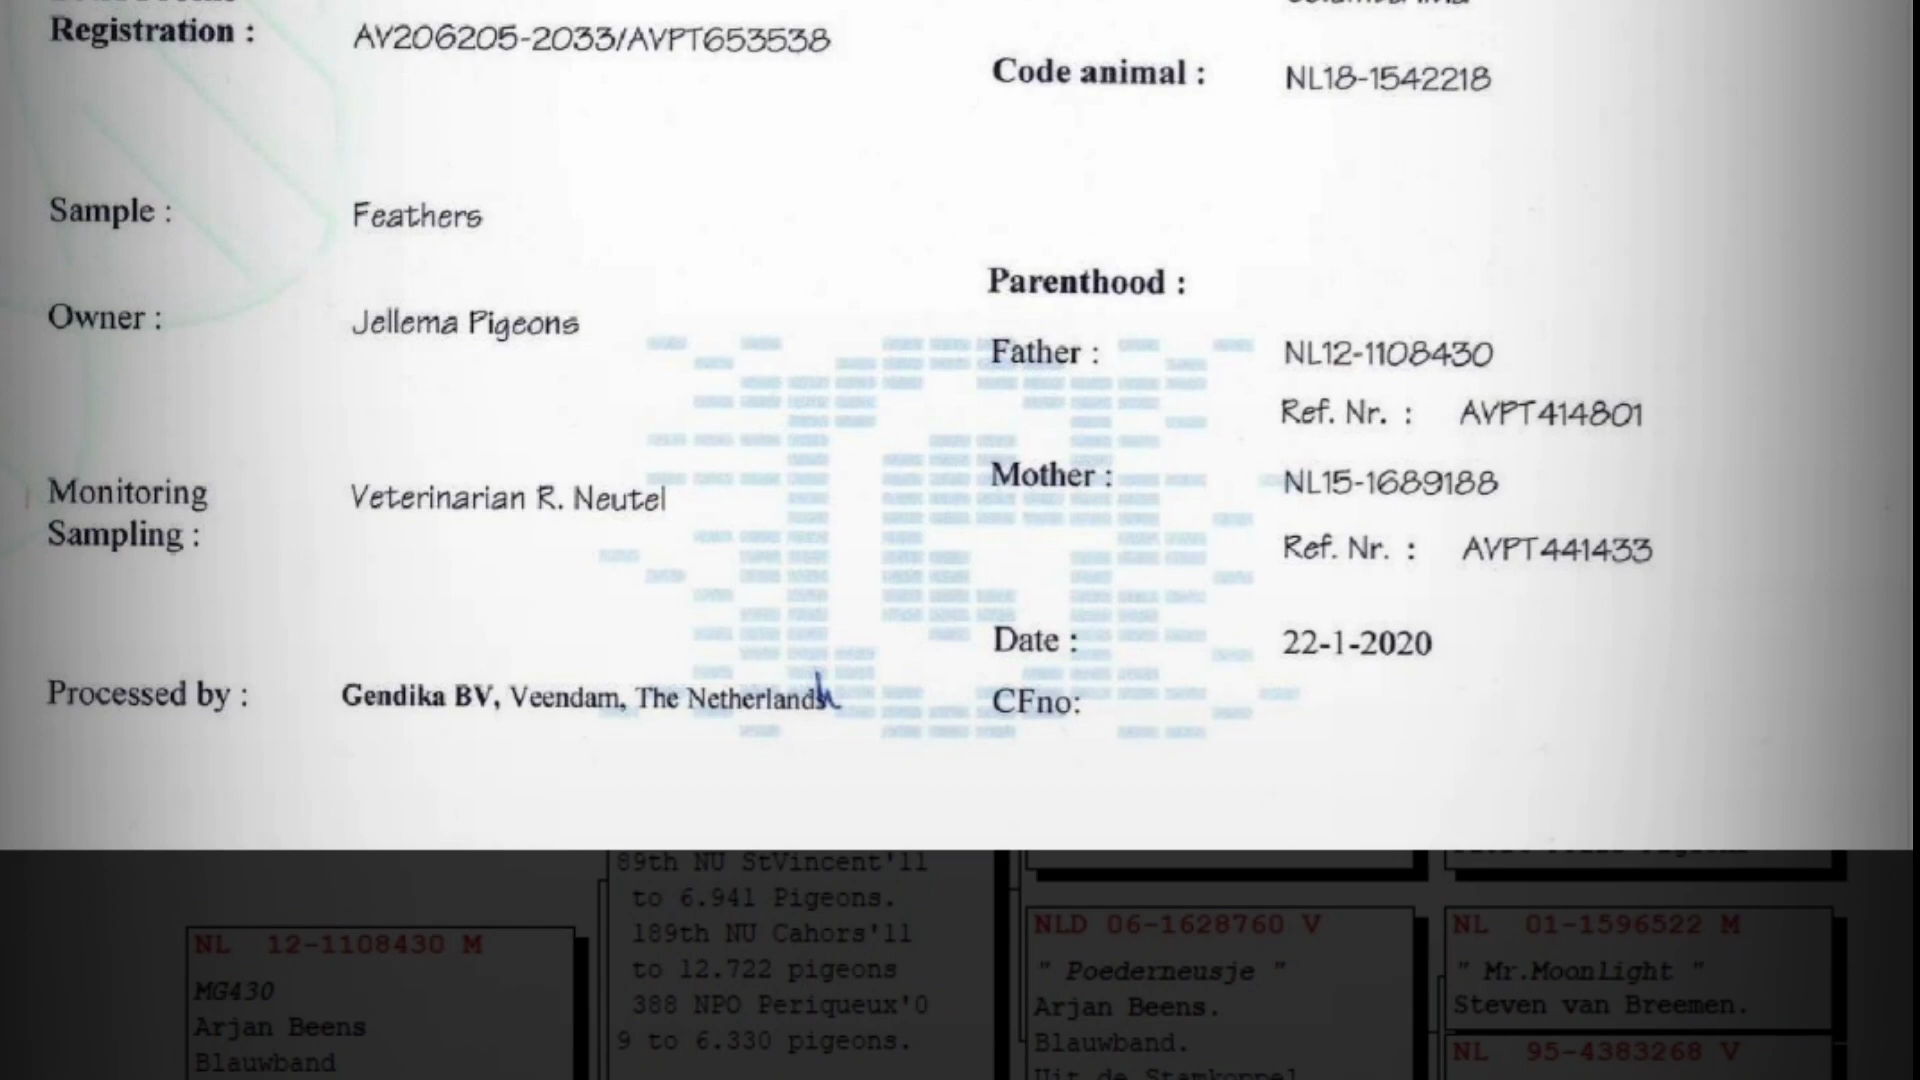 Registration : AV206205-2033/AVPT653538
Code animal : NL18-1542218
Sample : Feathers
Parenthood :
Owner : Jellema Pigeons
Father : NL12-1108430
Ref. Nr. : AVPT414801
Mother : NL15-1689188
Monitoring Sampling : Veterinarian R. Neutel
Ref. Nr. : AVPT441433
Date : 22-1-2020
Processed by : Gendika BV, Veendam, The Netherlands
CFno:
89th NU StVincent'11
to 6.941 Pigeons.
189th NU Cahors'11
to 12.722 pigeons
388 NPO Periqueux'0
9 to 6.330 pigeons.
NL 12-1108430 M
MG430
Arjan Beens
Blauwband
NLD 06-1628760 V
" Poederneusje "
Arjan Beens.
Blauwband.
Uit de Stamkoppel
NL 01-1596522 M
" Mr.Moonlight "
Steven van Breemen.
NL 95-4383268 V